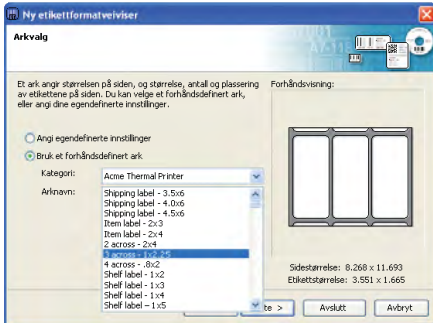 Ny etikettformatveiviser
Arkvalg
Et ark angir størrelsen på siden, og størrelse, antall og plassering
av etikettene på siden. Du kan velge et forhåndsdefinert ark,
eller angi dine egendefinerte innstillinger.
Angi egendefinerte innstillinger
Bruk et forhåndsdefinert ark
Kategori: Acme Thermal Printer
Arknavn:
Shipping label - 3.5x6
Shipping label - 4.0x6
Shipping label - 4.5x6
Item label - 2x3
Item label - 2x4
2 across - 2x4
3 across - 1x2.25
4 across - .8x2
Shelf label - 1x2
Shelf label - 1x3
Shelf label - 1x4
Shelf label - 1x5
Forhåndsvisning:
Sidestørrelse: 8.268 x 11.693
Etikettstørrelse: 3.551 x 1.665
te >
Avslutt
Avbryt